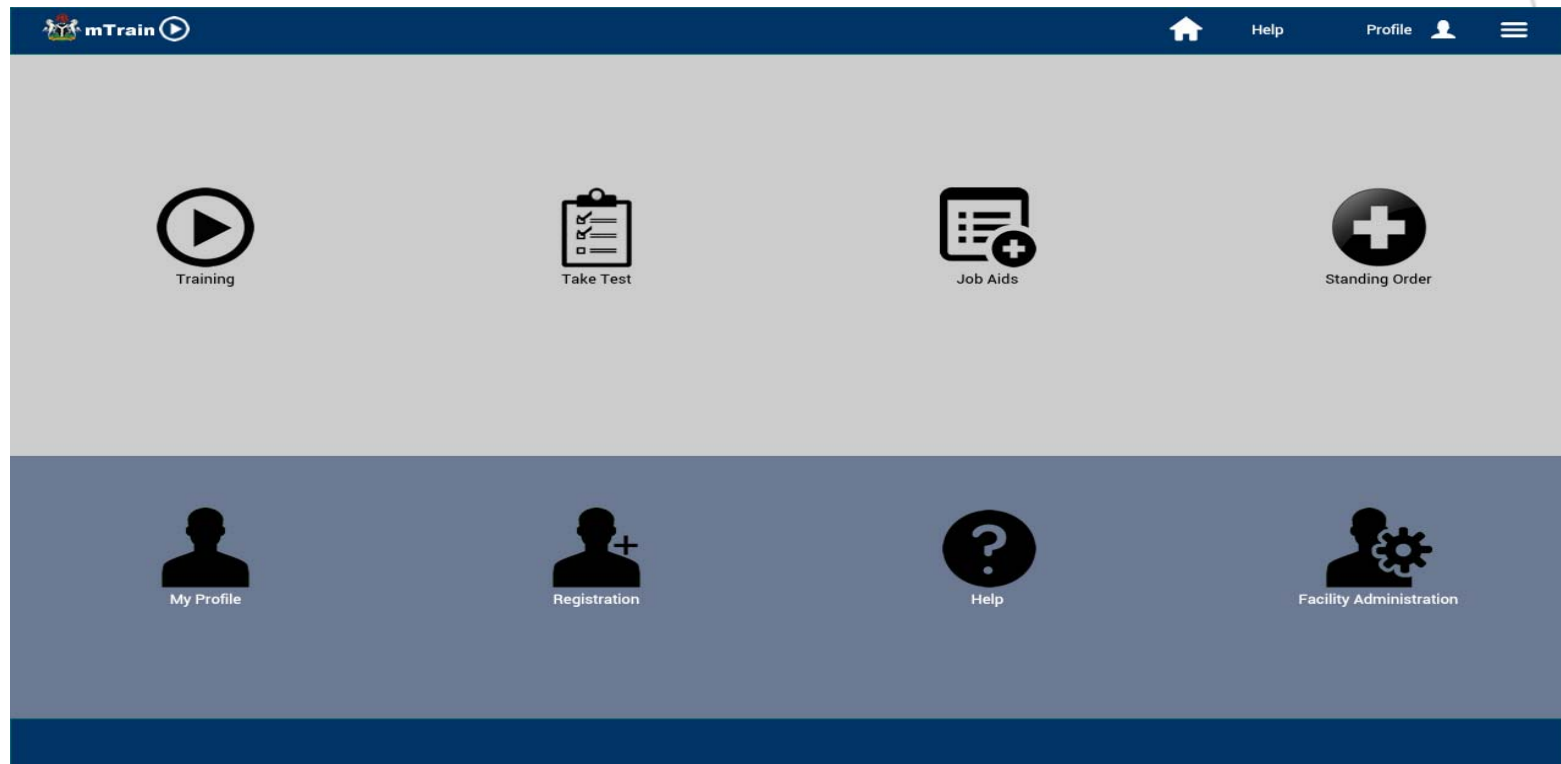 mTrain
Help
Profile
Training
Take Test
Job Aids
Standing Order
My Profile
Registration
Help
Facility Administration